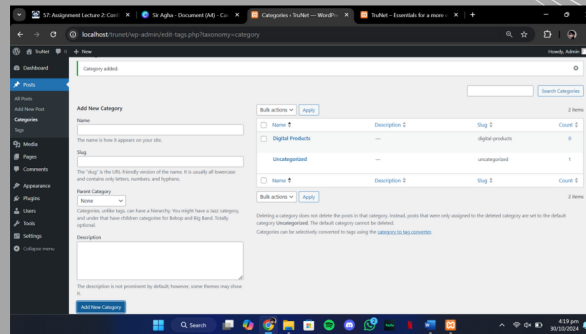 57: Assignment Lecture 2: Conf
Sir Agha - Document (A4) - Can
Categories ‹ TruNet — WordPr
TruNet – Essentials for a more
localhost/trunet/wp-admin/edit-tags.php?taxonomy=category
TruNet
0
+ New
Howdy, Admin
Dashboard
Posts
All Posts
Add New Post
Categories
Tags
Media
Pages
Comments
Appearance
Plugins
Users
Tools
Settings
Collapse menu
Category added.
Search Categories
Add New Category
Name
The name is how it appears on your site.
Slug
The "slug" is the URL-friendly version of the name. It is usually all lowercase
and contains only letters, numbers, and hyphens.
Parent Category
None
Categories, unlike tags, can have a hierarchy. You might have a Jazz category,
and under that have children categories for Bebop and Big Band. Totally
optional.
Description
The description is not prominent by default; however, some themes may show
it.
Add New Category
Bulk actions
Apply
2 items
Name
Description
Slug
Count
Digital Products
—
digital-products
0
Uncategorized
—
uncategorized
1
Name
Description
Slug
Count
Bulk actions
Apply
2 items
Deleting a category does not delete the posts in that category. Instead, posts that were only assigned to the deleted category are set to the default
category Uncategorized. The default category cannot be deleted.
Categories can be selectively converted to tags using the category to tag converter.
Search
4:19 pm
30/10/2024